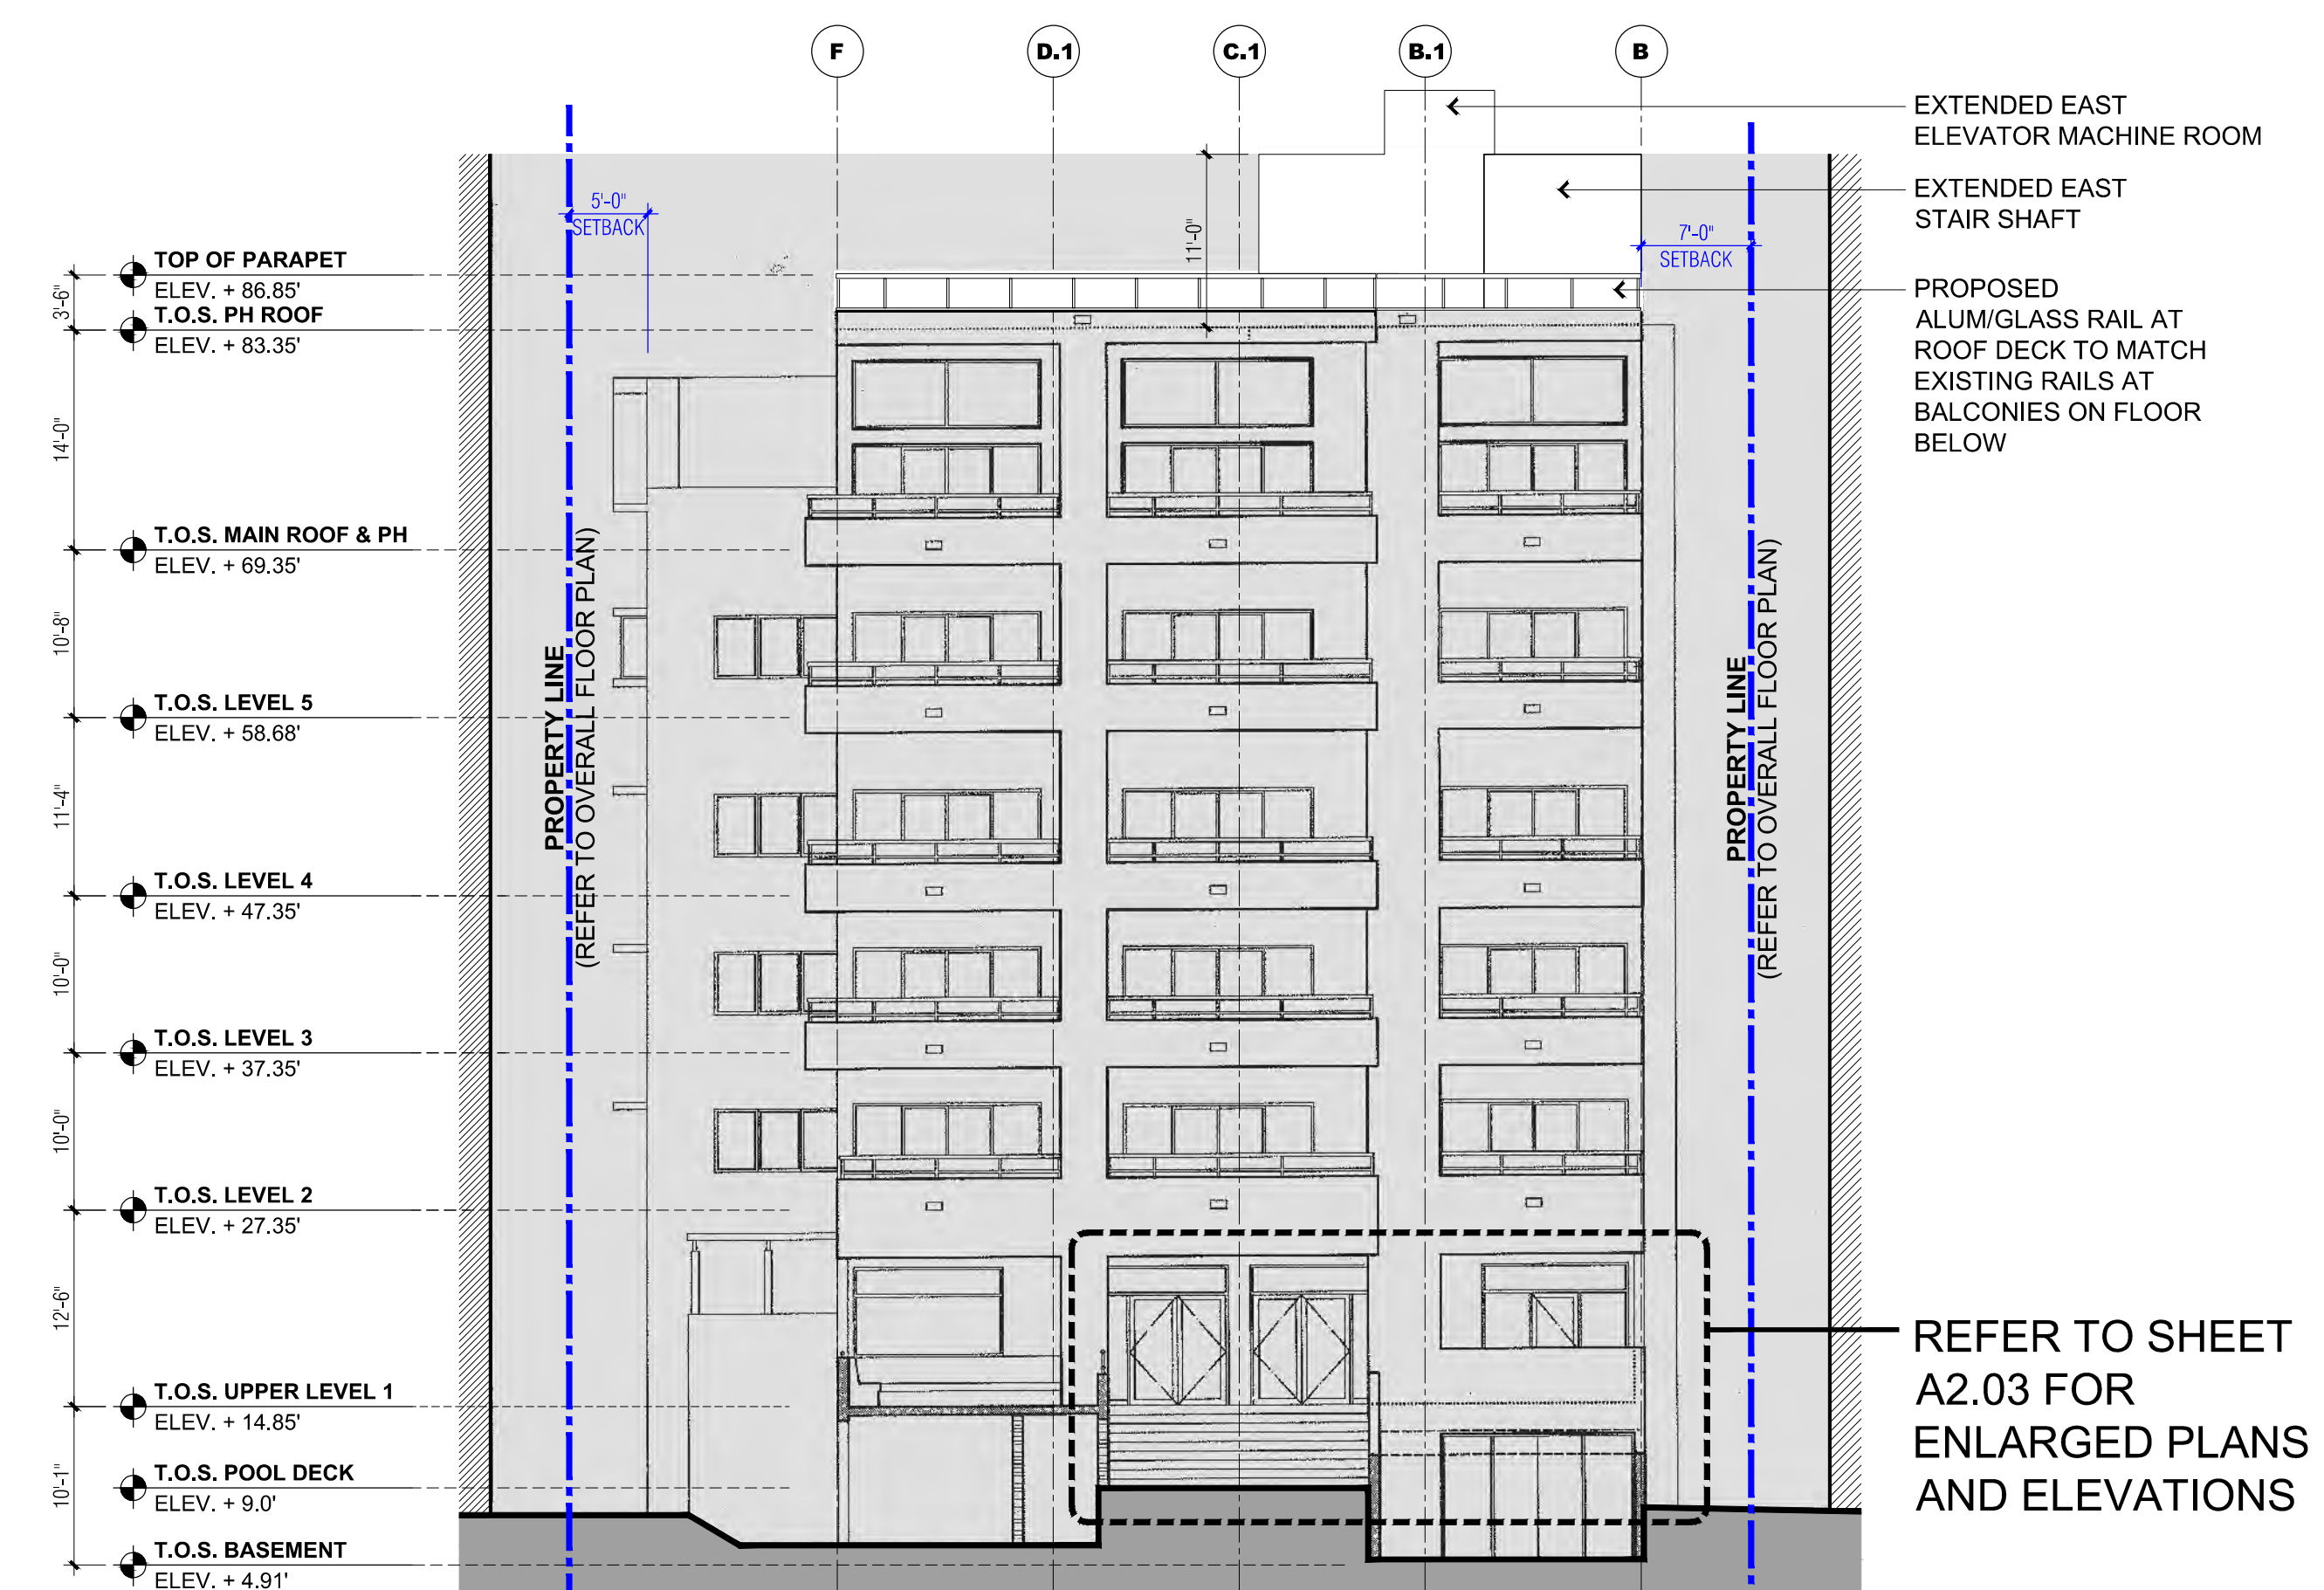 F
D.1
C.1
B.1
B
EXTENDED EAST
ELEVATOR MACHINE ROOM
EXTENDED EAST
STAIR SHAFT
5'-0"
SETBACK
11'-0"
7'-0"
SETBACK
PROPOSED
ALUM/GLASS RAIL AT
ROOF DECK TO MATCH
EXISTING RAILS AT
BALCONIES ON FLOOR
BELOW
TOP OF PARAPET
ELEV. + 86.85'
3'-6"
T.O.S. PH ROOF
ELEV. + 83.35'
14'-0"
T.O.S. MAIN ROOF & PH
ELEV. + 69.35'
10'-8"
T.O.S. LEVEL 5
ELEV. + 58.68'
11'-4"
T.O.S. LEVEL 4
ELEV. + 47.35'
10'-0"
T.O.S. LEVEL 3
ELEV. + 37.35'
10'-0"
T.O.S. LEVEL 2
ELEV. + 27.35'
12'-6"
T.O.S. UPPER LEVEL 1
ELEV. + 14.85'
10'-1"
T.O.S. POOL DECK
ELEV. + 9.0'
T.O.S. BASEMENT
ELEV. + 4.91'
PROPERTY LINE
(REFER TO OVERALL FLOOR PLAN)
PROPERTY LINE
(REFER TO OVERALL FLOOR PLAN)
REFER TO SHEET
A2.03 FOR
ENLARGED PLANS
AND ELEVATIONS